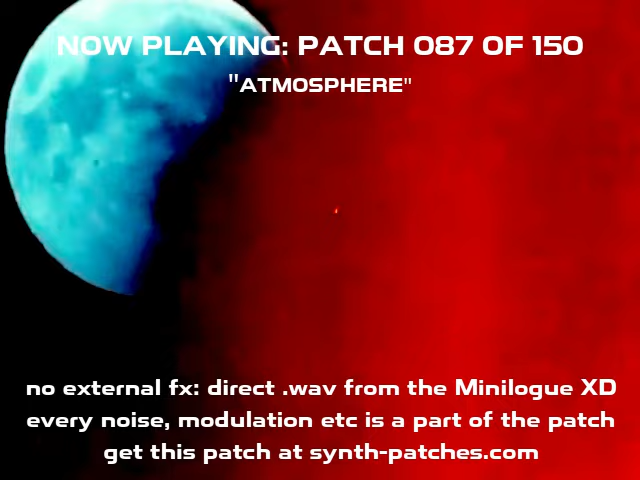 NOW PLAYING: PATCH 087 OF 150
"ATMOSPHERE"
no external fx: direct .wav from the Minilogue XD
every noise, modulation etc is a part of the patch
get this patch at synth-patches.com